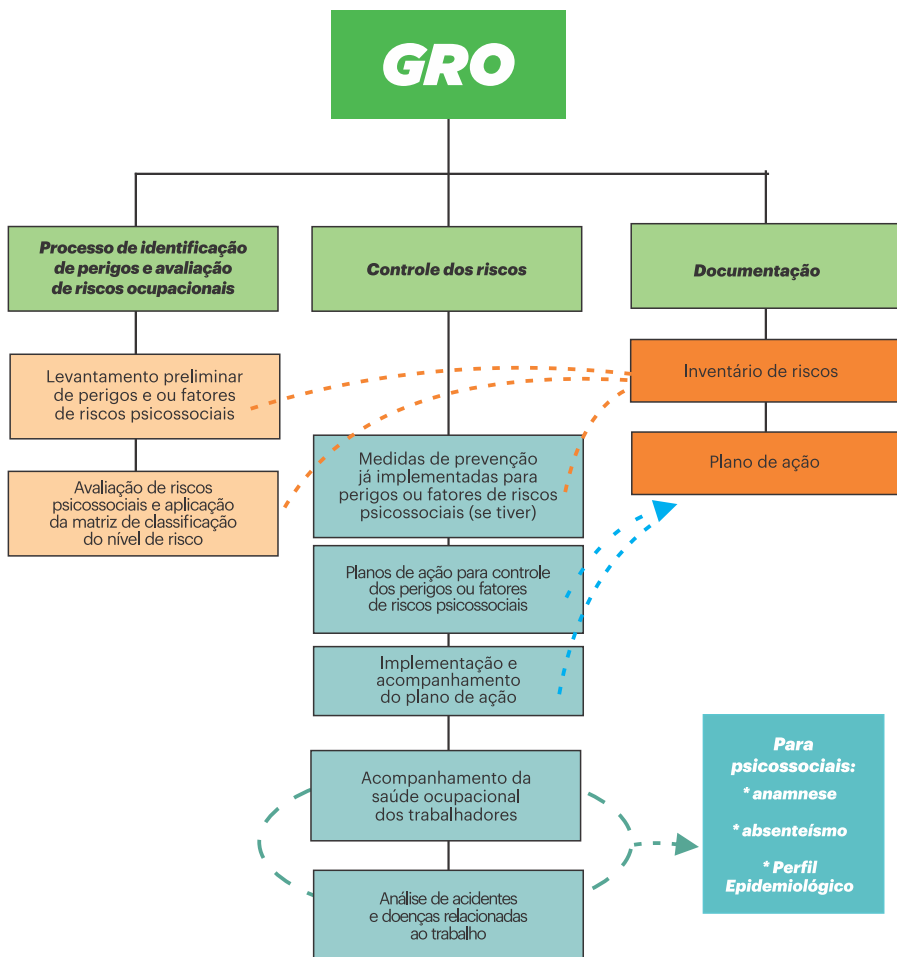 GRO
Processo de identificação
de perigos e avaliação
de riscos ocupacionais
Levantamento preliminar
de perigos e ou fatores
de riscos psicossociais
Avaliação de riscos
psicossociais e aplicação
da matriz de classificação
do nível de risco
Controle dos riscos
Medidas de prevenção
já implementadas para
perigos ou fatores de riscos
psicossociais (se tiver)
Planos de ação para controle
dos perigos ou fatores
de riscos psicossociais
Implementação e
acompanhamento
do plano de ação
Acompanhamento da
saúde ocupacional
dos trabalhadores
Análise de acidentes
e doenças relacionadas
ao trabalho
Documentação
Inventário de riscos
Plano de ação
Para
psicossociais:
* anamnese
* absenteísmo
* Perfil
Epidemiológico